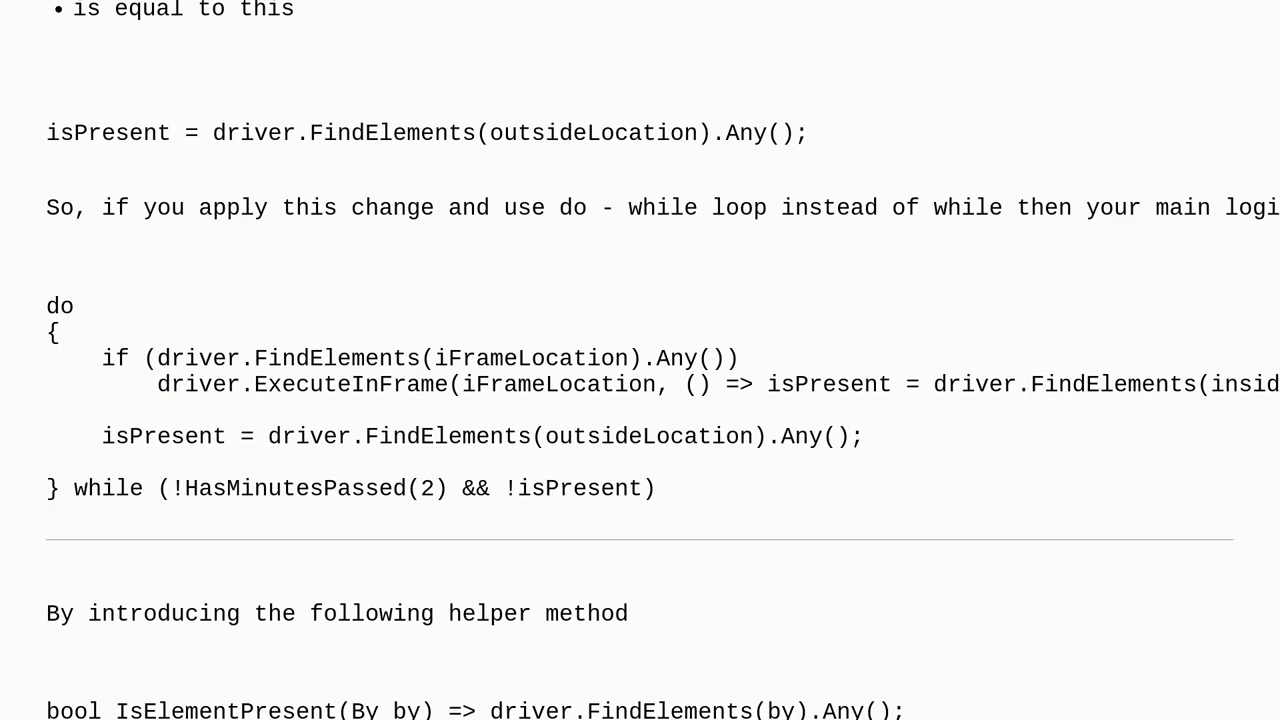 • is equal to this
isPresent = driver.FindElements(outsideLocation).Any();
So, if you apply this change and use do - while loop instead of while then your main logi
do
{
    if (driver.FindElements(iFrameLocation).Any())
        driver.ExecuteInFrame(iFrameLocation, () => isPresent = driver.FindElements(insid
    isPresent = driver.FindElements(outsideLocation).Any();
} while (!HasMinutesPassed(2) && !isPresent)
By introducing the following helper method
bool IsElementPresent(By by) => driver.FindElements(by).Any();